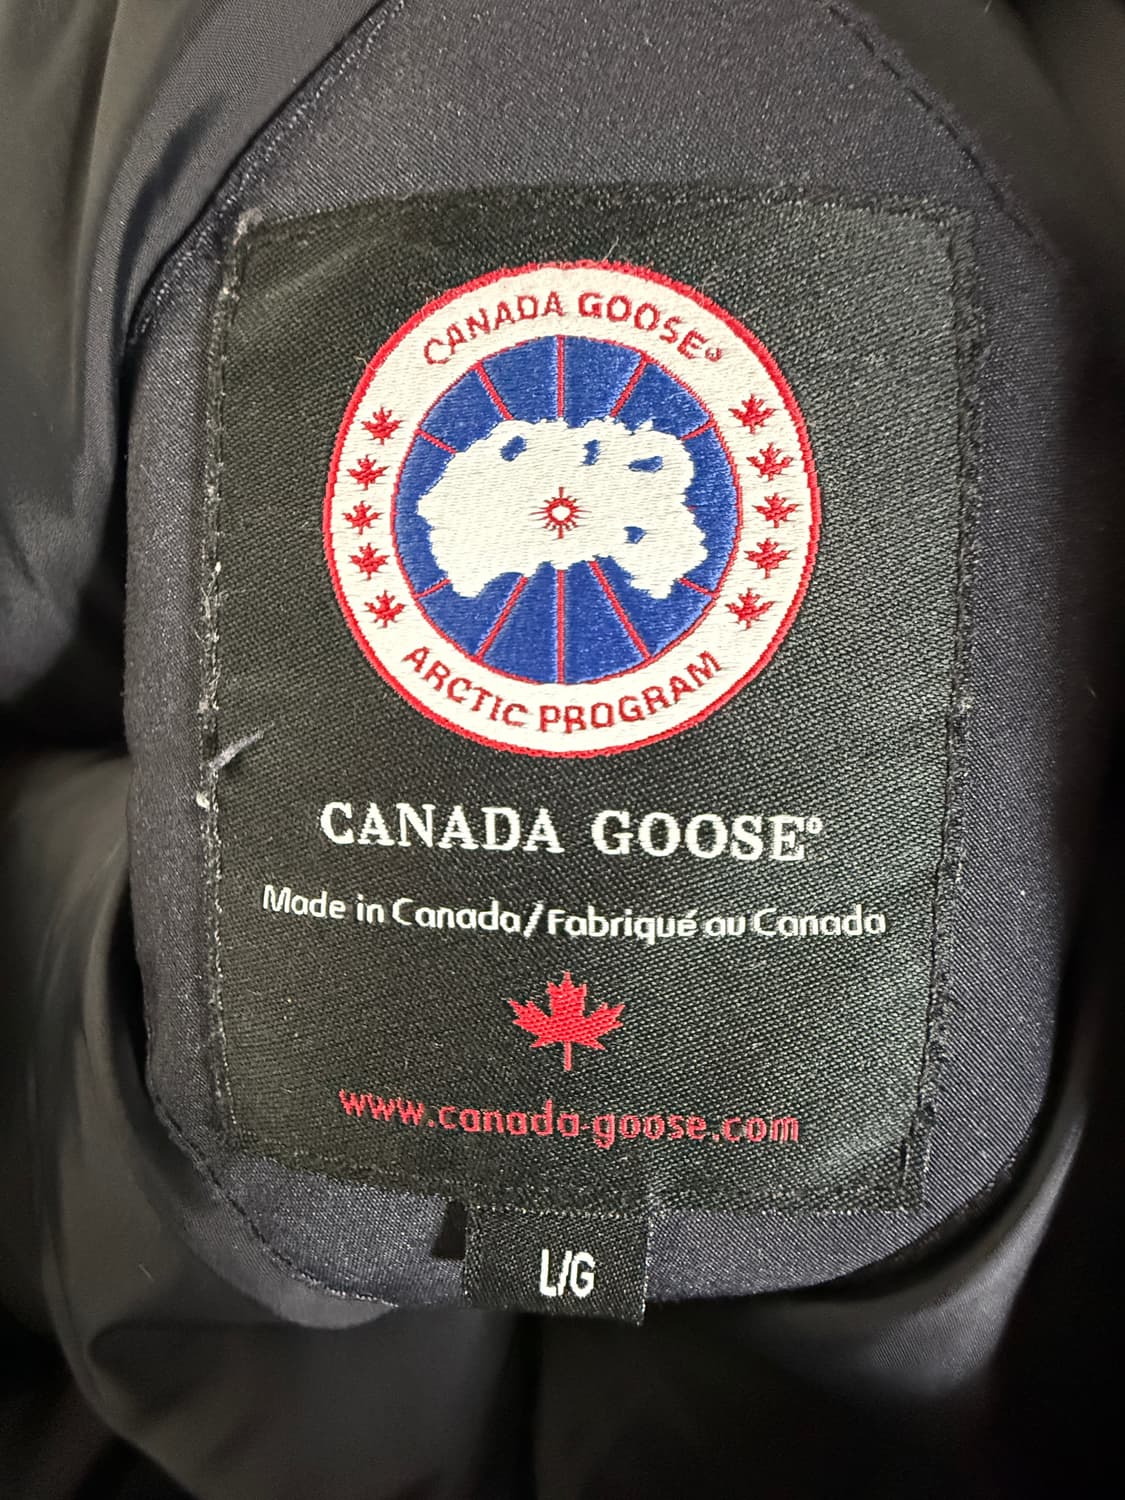 CANADA GOOSE®
ARCTIC PROGRAM
CANADA GOOSE®
Made in Canada/Fabriqué au Canada
www.canada-goose.com
L/G